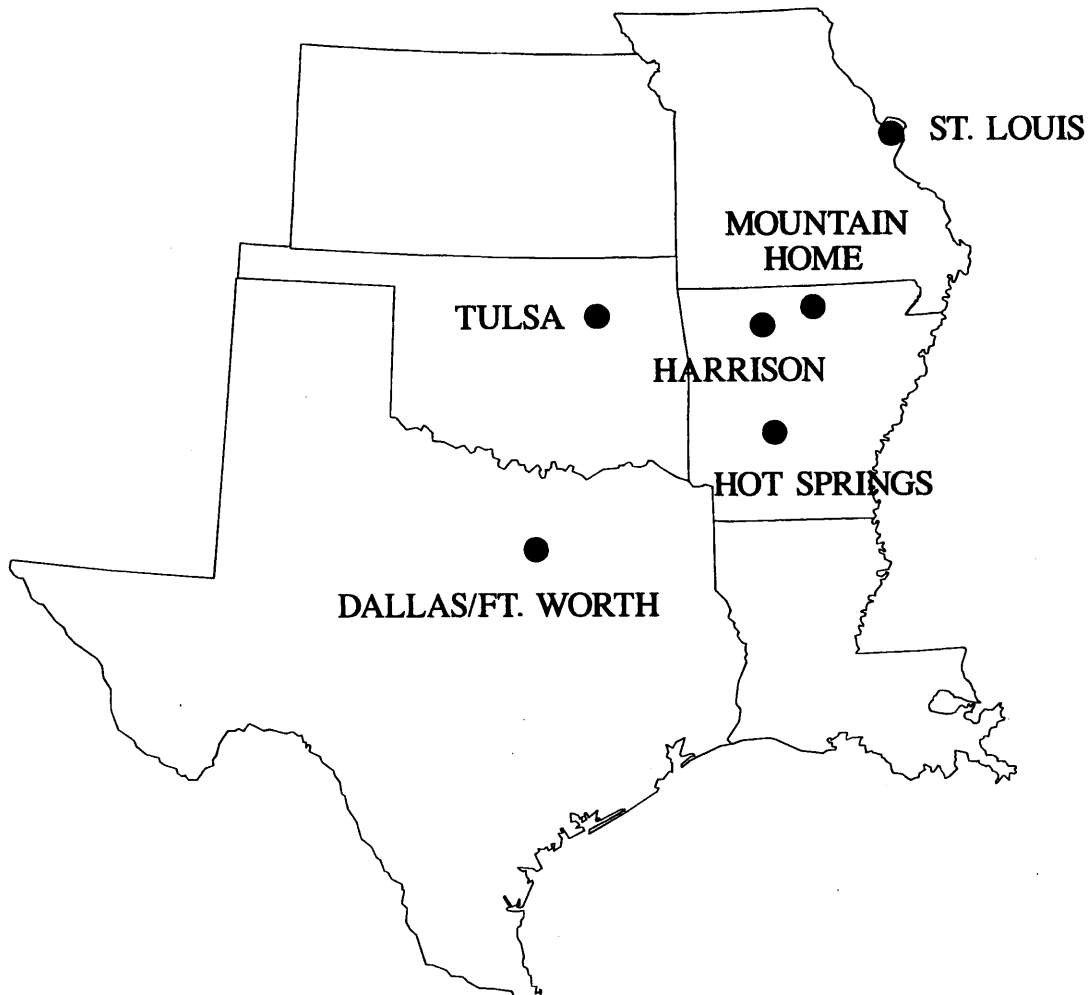 ST. LOUIS
MOUNTAIN
HOME
TULSA
HARRISON
HOT SPRINGS
DALLAS/FT. WORTH